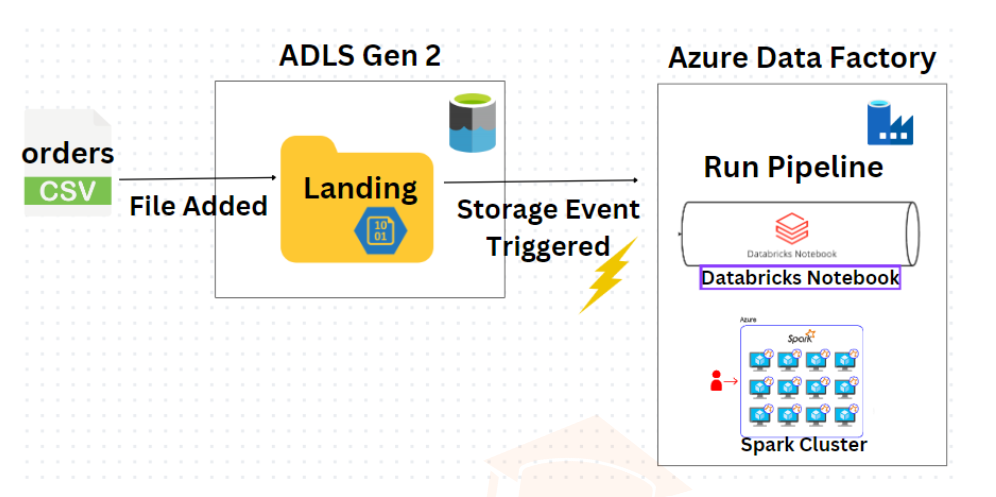 ADLS Gen 2
Azure Data Factory
orders
CSV
File Added
Landing
10
01
Storage Event
Triggered
Run Pipeline
Databricks Notebook
Databricks Notebook
Azure
Spark
Spark Cluster